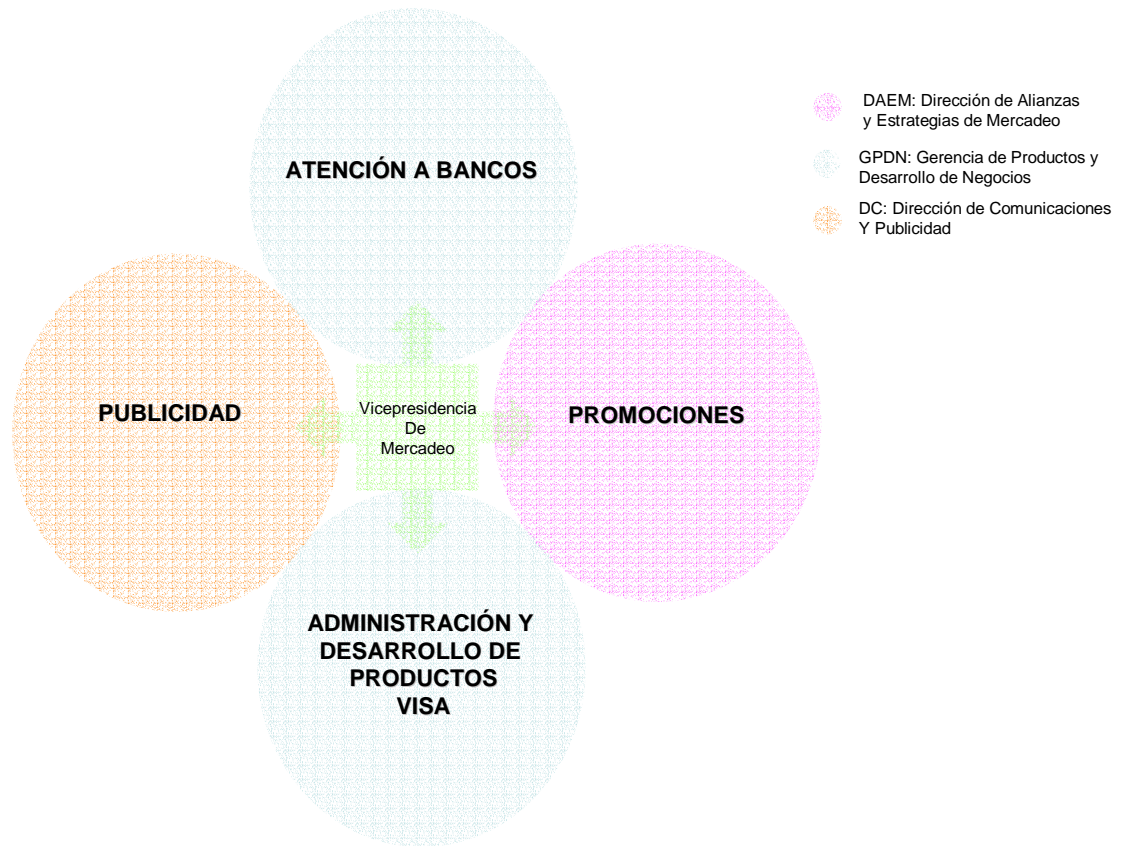 ATENCIÓN A BANCOS
PUBLICIDAD
Vicepresidencia
De
Mercadeo
PROMOCIONES
ADMINISTRACIÓN Y
DESARROLLO DE
PRODUCTOS
VISA
DAEM: Dirección de Alianzas
y Estrategias de Mercadeo
GPDN: Gerencia de Productos y
Desarrollo de Negocios
DC: Dirección de Comunicaciones
Y Publicidad